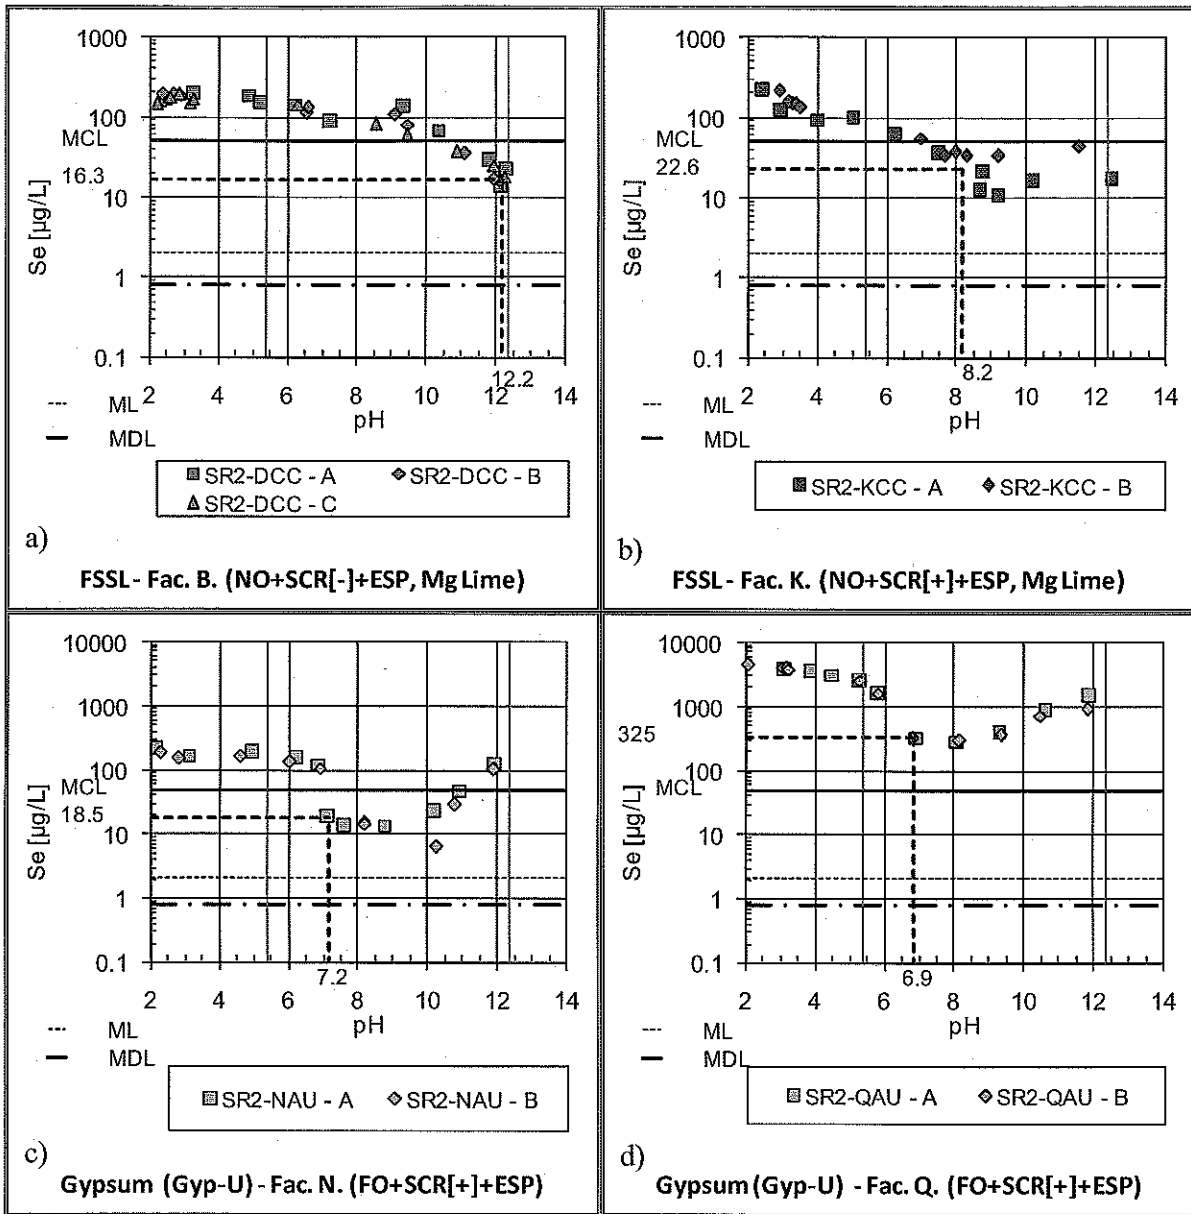 1000
100
MCL
16.3
10
1
0.1
Se [µg/L]
12.2
2 4 6 8 10 12 14
pH
--- ML
— MDL
SR2-DCC - A SR2-DCC - B
SR2-DCC - C
a)
FSSL - Fac. B. (NO+SCR[-]+ESP, Mg Lime)
1000
100
MCL
22.6
10
1
0.1
Se [µg/L]
8.2
2 4 6 8 10 12 14
pH
--- ML
— MDL
SR2-KCC - A SR2-KCC - B
b)
FSSL - Fac. K. (NO+SCR[+]+ESP, Mg Lime)
10000
1000
100
MCL
18.5
10
1
0.1
Se [µg/L]
7.2
2 4 6 8 10 12 14
pH
--- ML
— MDL
SR2-NAU - A SR2-NAU - B
c)
Gypsum (Gyp-U) - Fac. N. (FO+SCR[+]+ESP)
10000
1000
325
100
MCL
10
1
0.1
Se [µg/L]
6.9
2 4 6 8 10 12 14
pH
--- ML
— MDL
SR2-QAU - A SR2-QAU - B
d)
Gypsum (Gyp-U) - Fac. Q. (FO+SCR[+]+ESP)